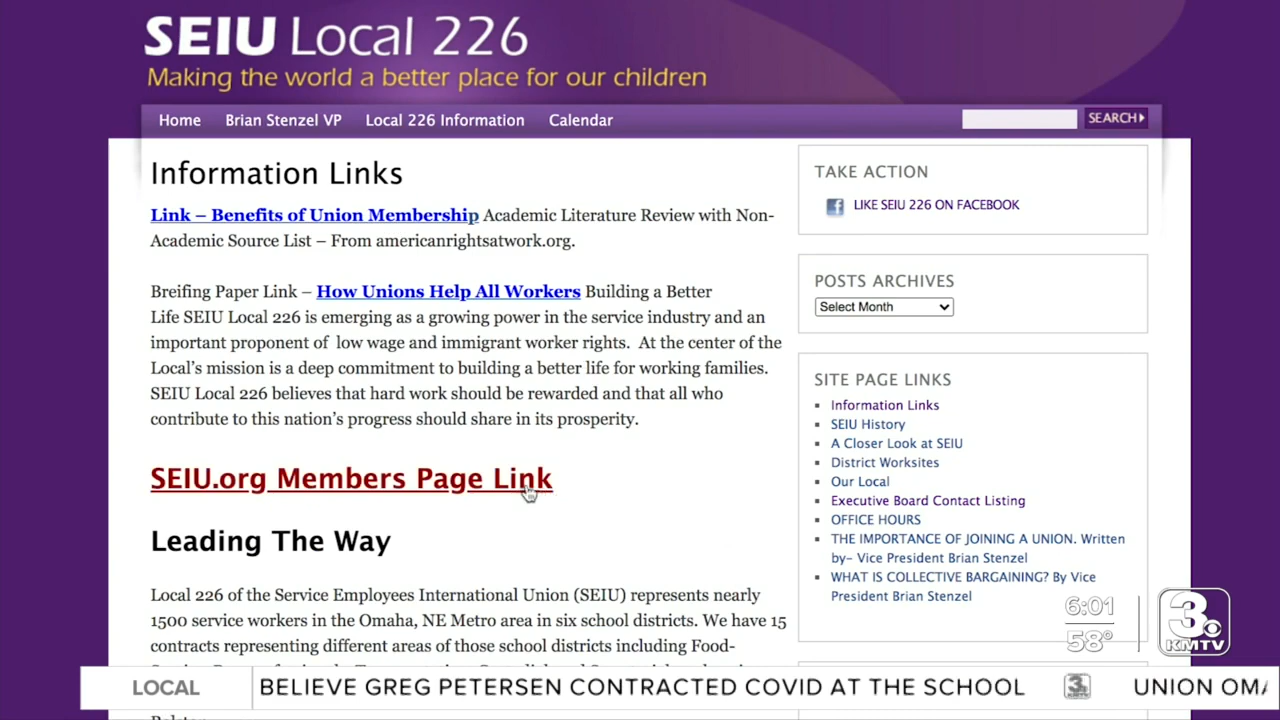 SEIU Local 226
Making the world a better place for our children
Home Brian Stenzel VP Local 226 Information Calendar
SEARCH
Information Links
Link – Benefits of Union Membership Academic Literature Review with Non-
Academic Source List – From americanrightsatwork.org.
Breifing Paper Link – How Unions Help All Workers Building a Better
Life SEIU Local 226 is emerging as a growing power in the service industry and an
important proponent of low wage and immigrant worker rights. At the center of the
Local's mission is a deep commitment to building a better life for working families.
SEIU Local 226 believes that hard work should be rewarded and that all who
contribute to this nation's progress should share in its prosperity.
SEIU.org Members Page Link
Leading The Way
Local 226 of the Service Employees International Union (SEIU) represents nearly
1500 service workers in the Omaha, NE Metro area in six school districts. We have 15
contracts representing different areas of those school districts including Food-
TAKE ACTION
LIKE SEIU 226 ON FACEBOOK
POSTS ARCHIVES
Select Month
SITE PAGE LINKS
Information Links
SEIU History
A Closer Look at SEIU
District Worksites
Our Local
Executive Board Contact Listing
OFFICE HOURS
THE IMPORTANCE OF JOINING A UNION. Written
by– Vice President Brian Stenzel
WHAT IS COLLECTIVE BARGAINING? By Vice
President Brian Stenzel
6:01
58°
3
KMTV
LOCAL BELIEVE GREG PETERSEN CONTRACTED COVID AT THE SCHOOL 3 UNION OMA